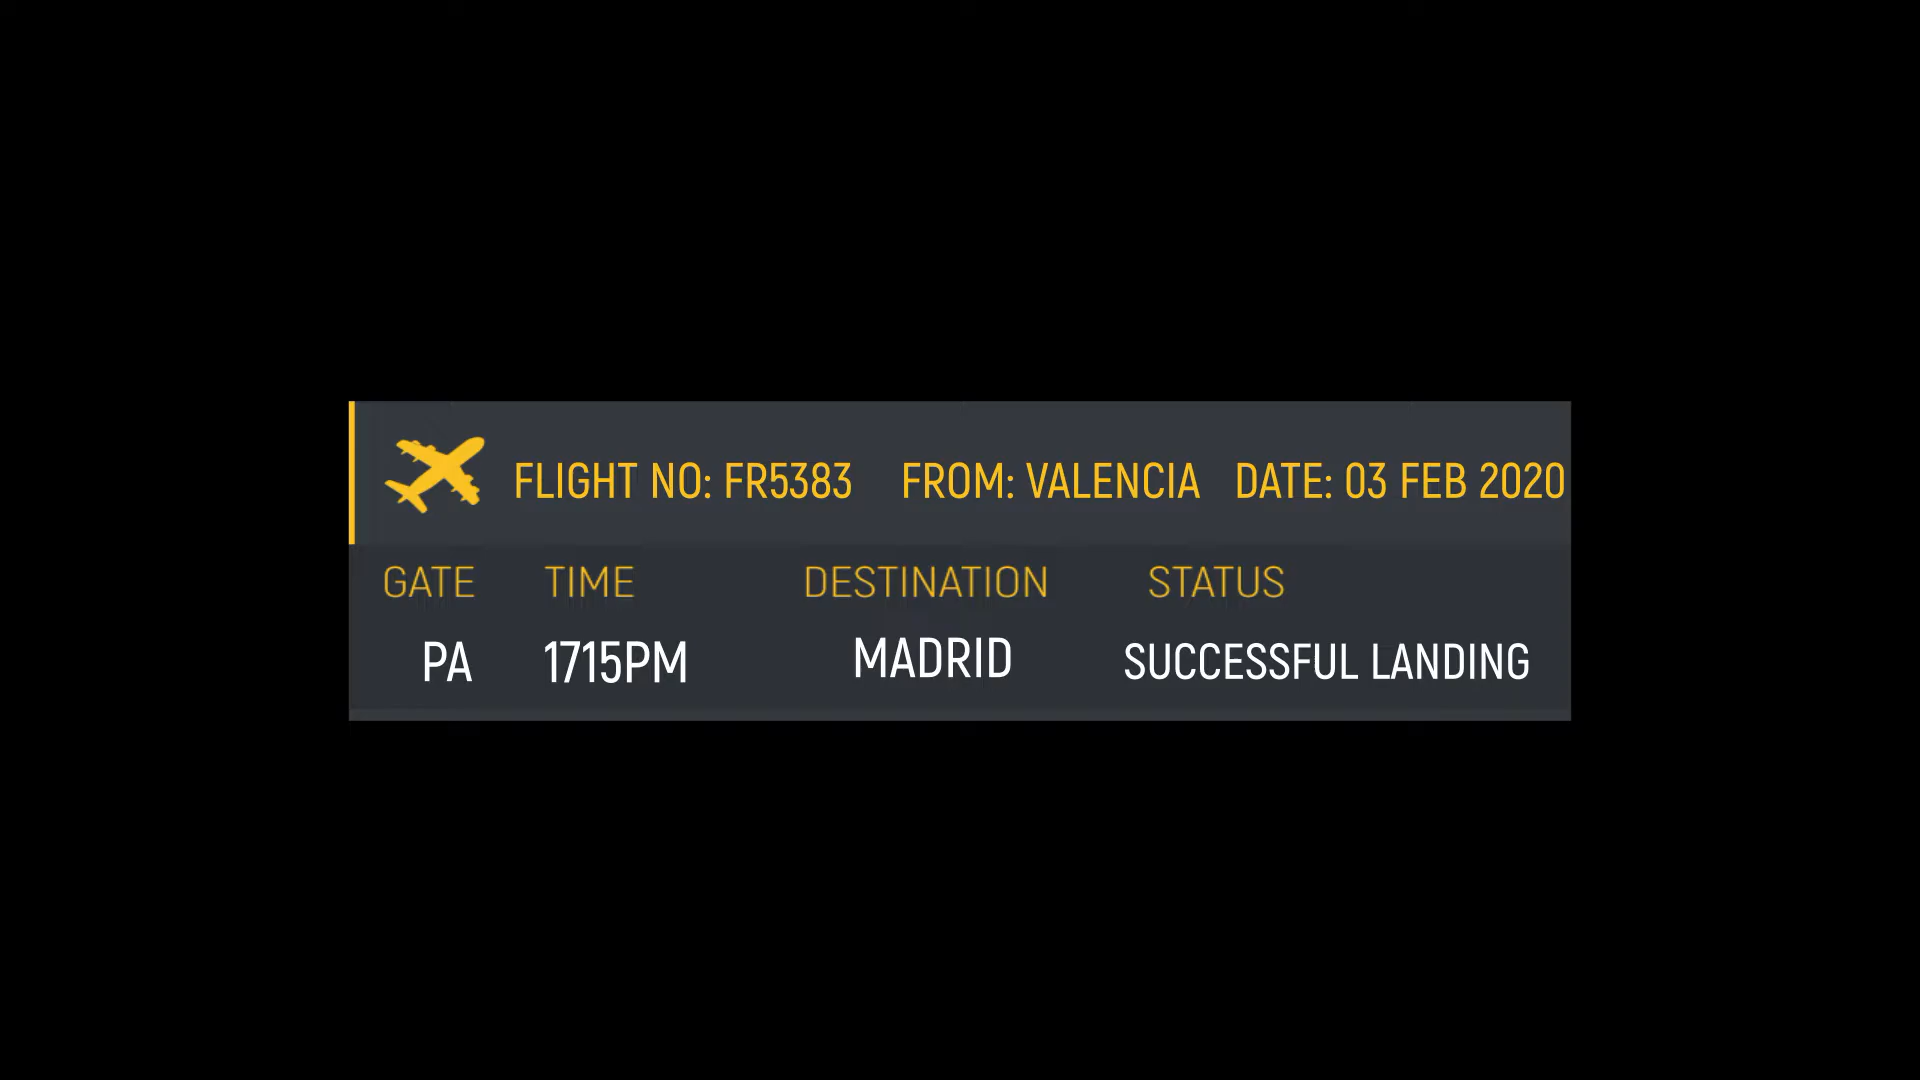 FLIGHT NO: FR5383 FROM: VALENCIA DATE: 03 FEB 2020
GATE TIME DESTINATION STATUS
PA 1715PM MADRID SUCCESSFUL LANDING